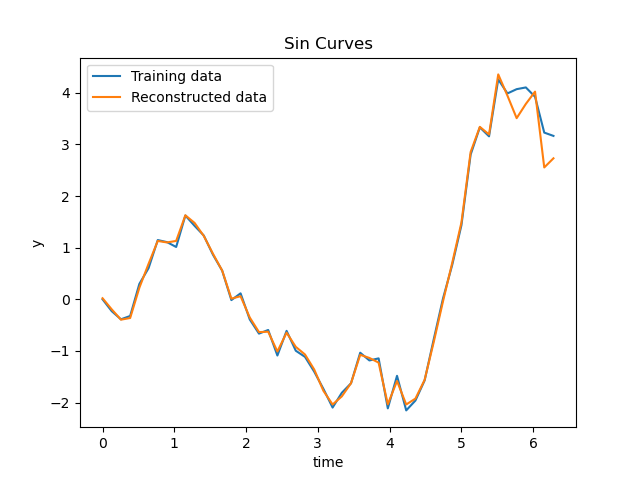 Sin Curves
Training data
Reconstructed data
4
3
2
1
0
−1
−2
y
0 1 2 3 4 5 6
time